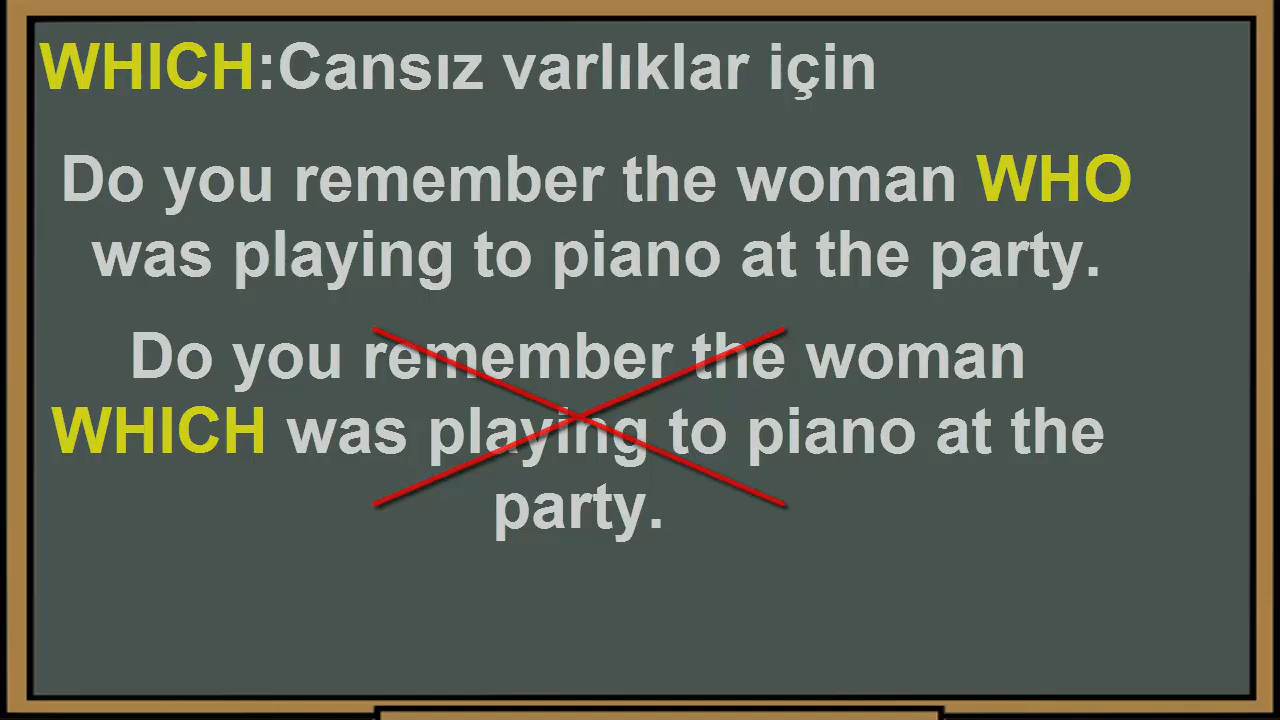 WHICH:Cansız varlıklar için
Do you remember the woman WHO
was playing to piano at the party.
Do you remember the woman
WHICH was playing to piano at the
party.